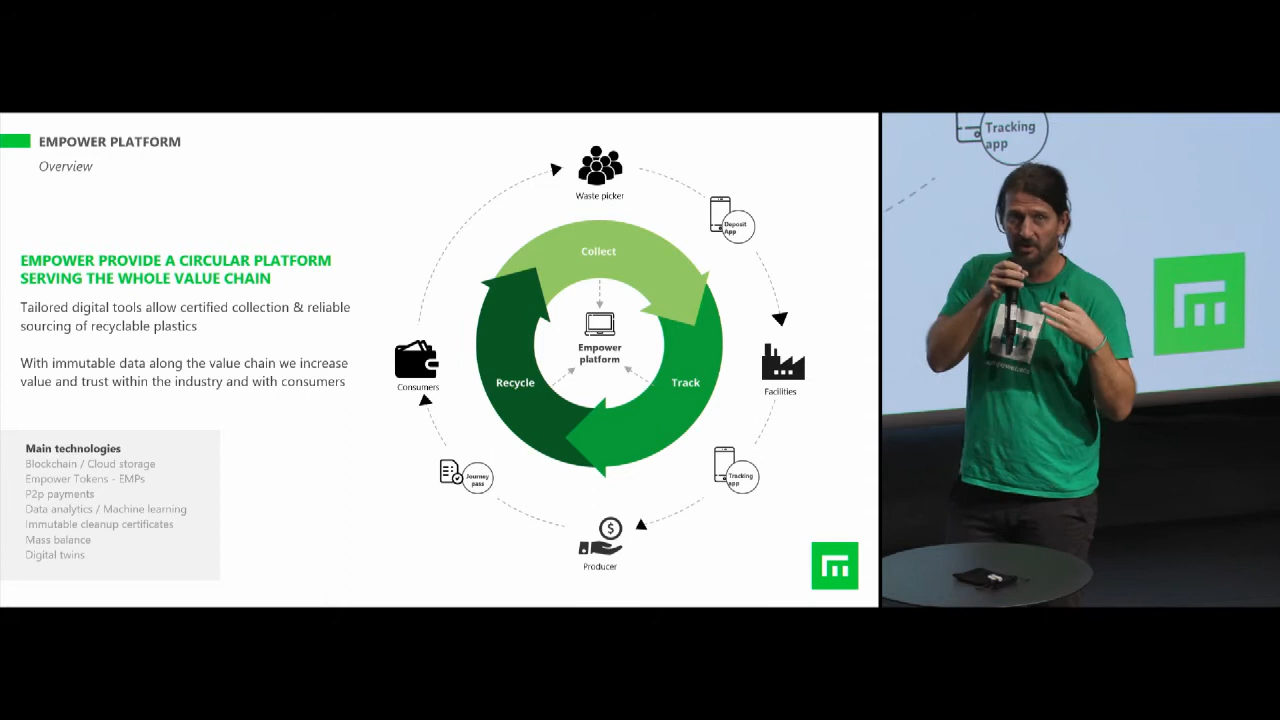 EMPOWER PLATFORM
Overview
EMPOWER PROVIDE A CIRCULAR PLATFORM
SERVING THE WHOLE VALUE CHAIN
Tailored digital tools allow certified collection & reliable
sourcing of recyclable plastics
With immutable data along the value chain we increase
value and trust within the industry and with consumers
Main technologies
Blockchain / Cloud storage
Empower Tokens - EMPs
P2p payments
Data analytics / Machine learning
Immutable cleanup certificates
Mass balance
Digital twins
Waste picker
Deposit
App
Collect
Empower
platform
Recycle
Track
Consumers
Facilities
Journey
pass
Tracking
app
Producer
$
Tracking
app